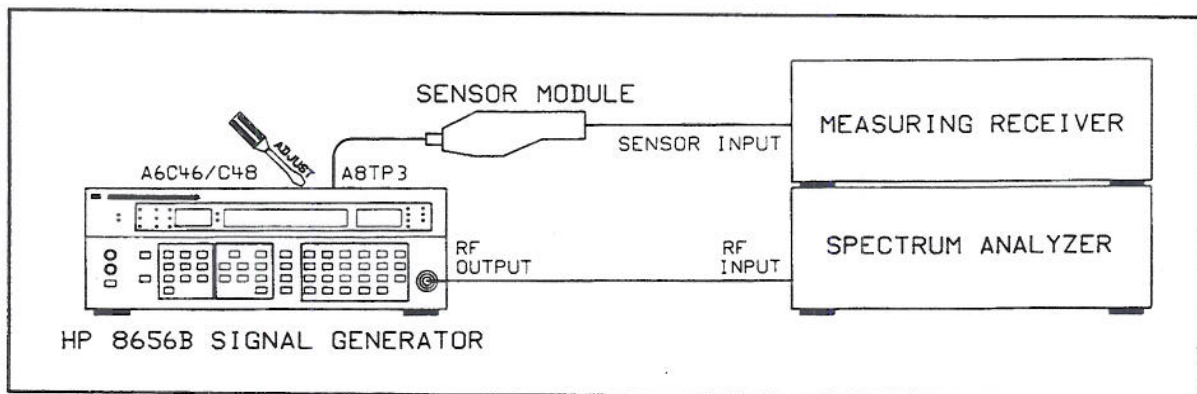 SENSOR MODULE
MEASURING RECEIVER
SENSOR INPUT
ADJUST
A6C46/C48
A8TP3
SPECTRUM ANALYZER
RF
OUTPUT
RF
INPUT
HP 8656B SIGNAL GENERATOR